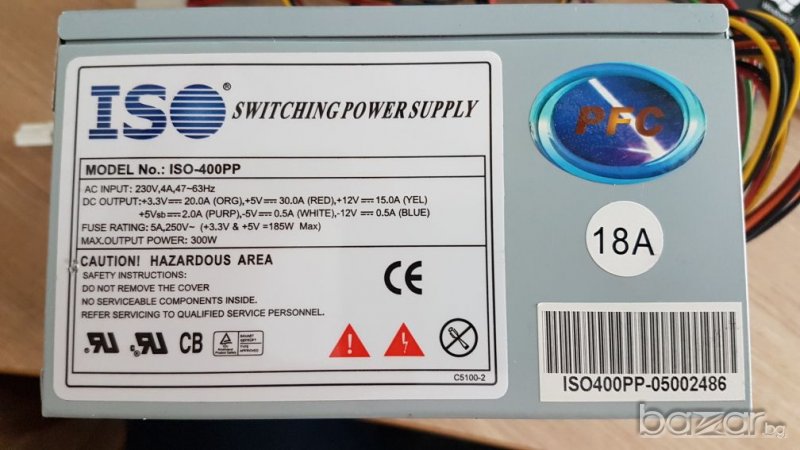 ISO® SWITCHING POWER SUPPLY
MODEL No.: ISO-400PP
AC INPUT: 230V,4A,47~63Hz
DC OUTPUT:+3.3V⎓ 20.0A (ORG),+5V⎓ 30.0A (RED),+12V⎓ 15.0A (YEL)
+5Vsb⎓2.0A (PURP),-5V⎓ 0.5A (WHITE),-12V⎓ 0.5A (BLUE)
FUSE RATING: 5A,250V~ (+3.3V & +5V =185W Max)
MAX.OUTPUT POWER: 300W
CAUTION! HAZARDOUS AREA
SAFETY INSTRUCTIONS:
DO NOT REMOVE THE COVER
NO SERVICEABLE COMPONENTS INSIDE.
REFER SERVICING TO QUALIFIED SERVICE PERSONNEL.
CE
CB
C5100-2
PFC
18A
ISO400PP-05002486
bazar.bg